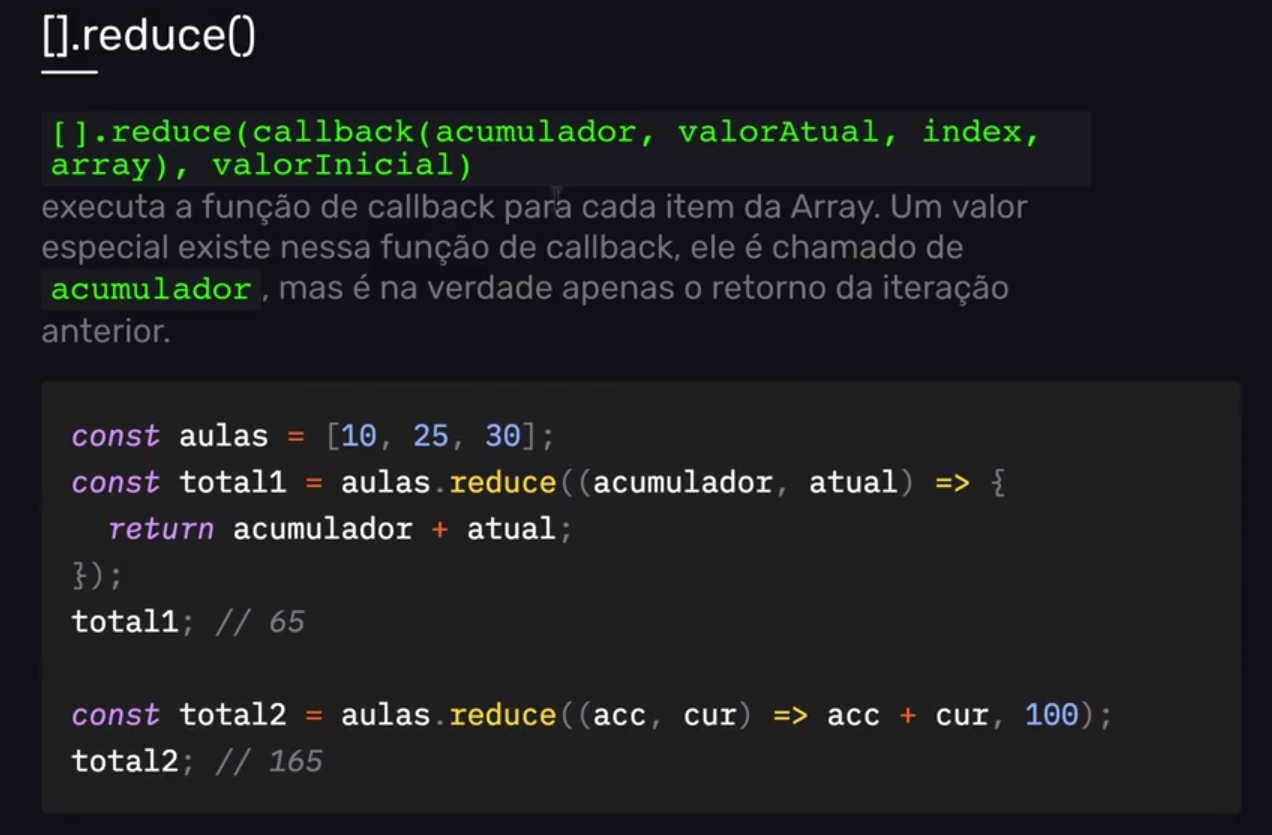 [].reduce()
[].reduce(callback(acumulador, valorAtual, index,
array), valorInicial)
executa a função de callback para cada item da Array. Um valor
especial existe nessa função de callback, ele é chamado de
acumulador , mas é na verdade apenas o retorno da iteração
anterior.
const aulas = [10, 25, 30];
const total1 = aulas.reduce((acumulador, atual) => {
  return acumulador + atual;
});
total1; // 65
const total2 = aulas.reduce((acc, cur) => acc + cur, 100);
total2; // 165